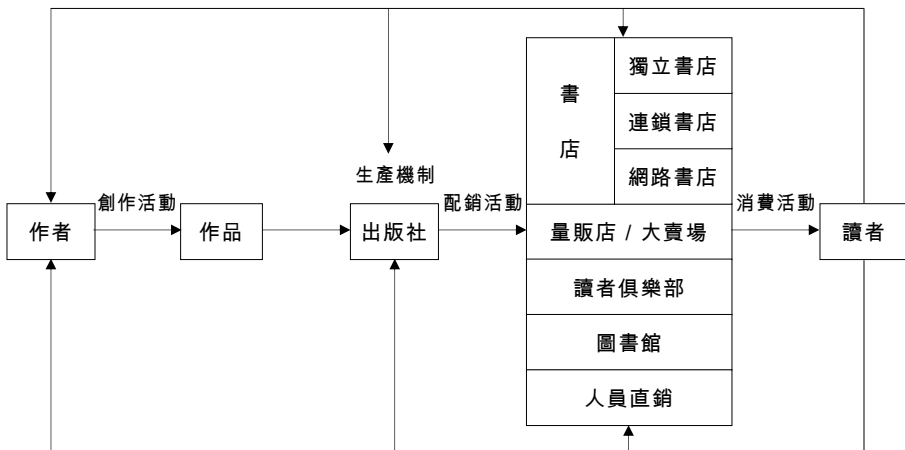 獨立書店
書
店
連鎖書店
網路書店
生產機制
創作活動
配銷活動
消費活動
作者
作品
出版社
量販店 / 大賣場
讀者
讀者俱樂部
圖書館
人員直銷